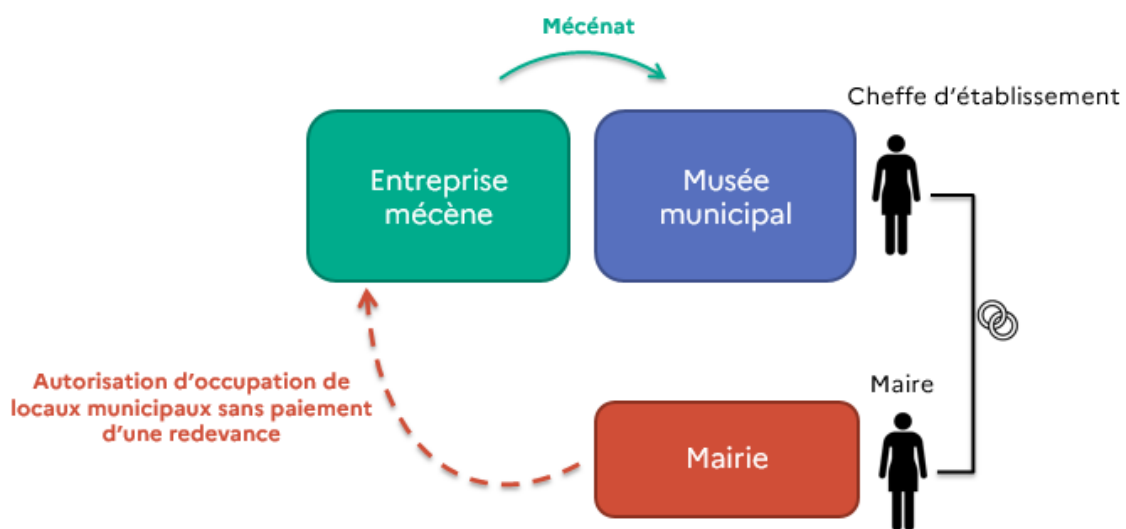 Mécénat
Cheffe d’établissement
Entreprise
mécène
Musée
municipal
Autorisation d’occupation de
locaux municipaux sans paiement
d’une redevance
Maire
Mairie